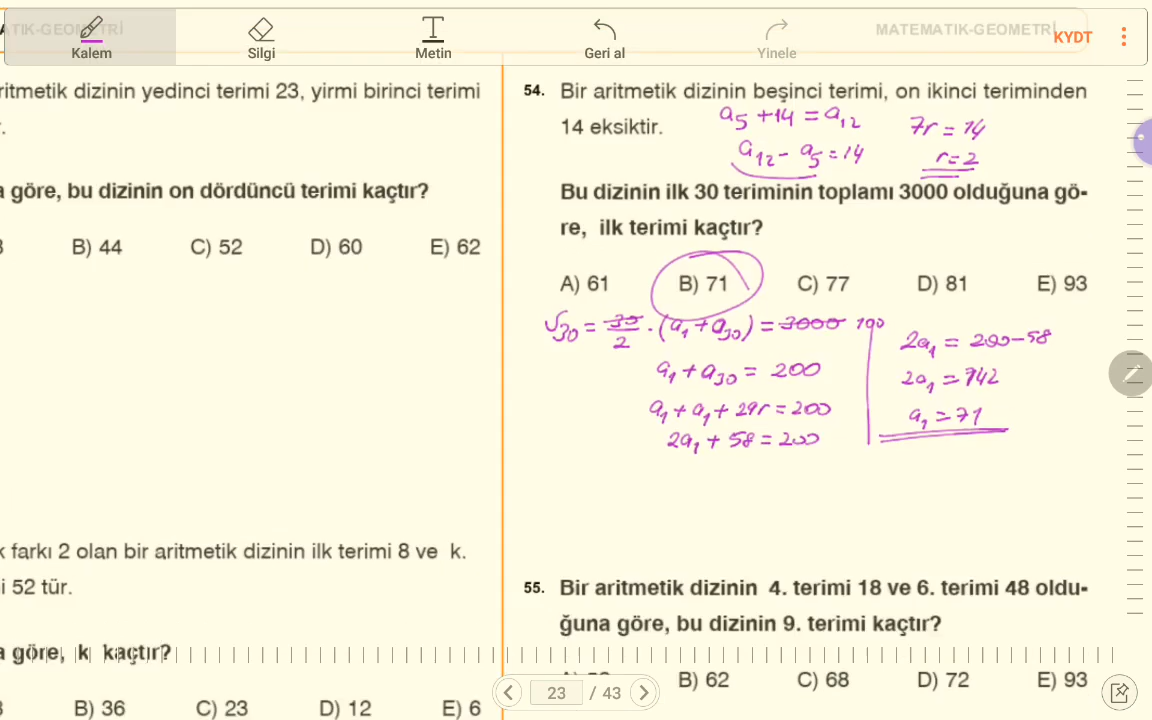 MATEMATIK-GEOMETRİ
KYDT
Kalem
Silgi
Metin
Geri al
Yinele
ritmetik dizinin yedinci terimi 23, yirmi birinci terimi
göre, bu dizinin on dördüncü terimi kaçtır?
B) 44 C) 52 D) 60 E) 62
farkı 2 olan bir aritmetik dizinin ilk terimi 8 ve k.
52 tür.
göre, k kaçtır?
B) 36 C) 23 D) 12 E) 6
54. Bir aritmetik dizinin beşinci terimi, on ikinci teriminden
14 eksiktir.
a5 +14 = a12
a12 - a5 = 14
7r = 14
r = 2
Bu dizinin ilk 30 teriminin toplamı 3000 olduğuna gö-
re, ilk terimi kaçtır?
A) 61 B) 71 C) 77 D) 81 E) 93
S30 = 30/2 . (a1 + a30) = 3000 100
a1 + a30 = 200
a1 + a1 + 29r = 200
2a1 + 58 = 200
2a1 = 200-58
2a1 = 142
a1 = 71
55. Bir aritmetik dizinin 4. terimi 18 ve 6. terimi 48 oldu-
ğuna göre, bu dizinin 9. terimi kaçtır?
B) 62 C) 68 D) 72 E) 93
23 / 43